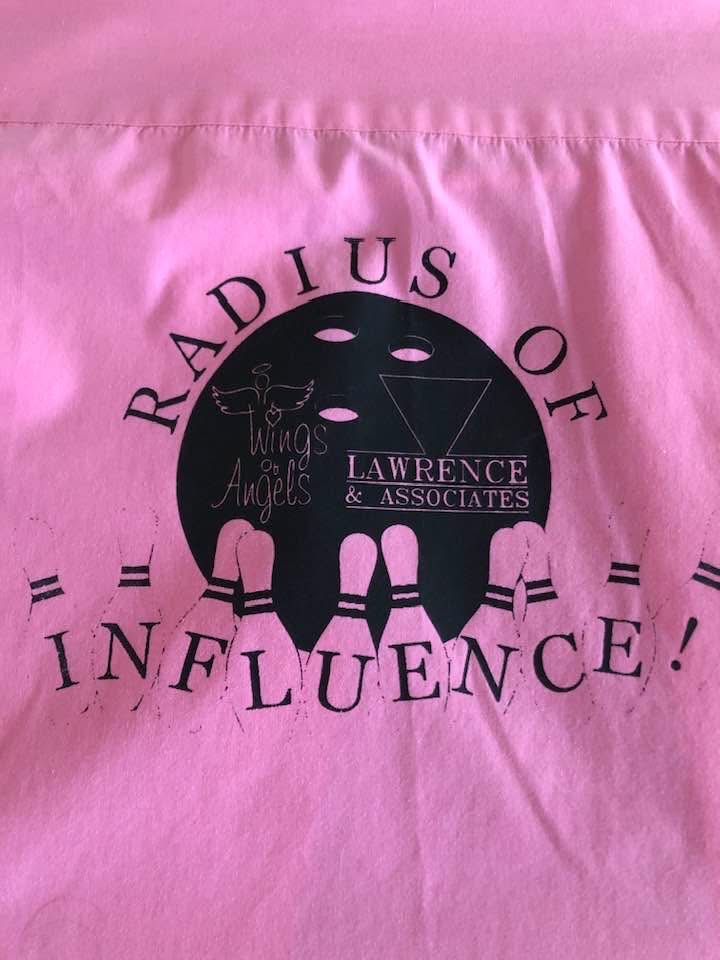 RADIUS OF
Wings
of
Angels
LAWRENCE
& ASSOCIATES
INFLUENCE!